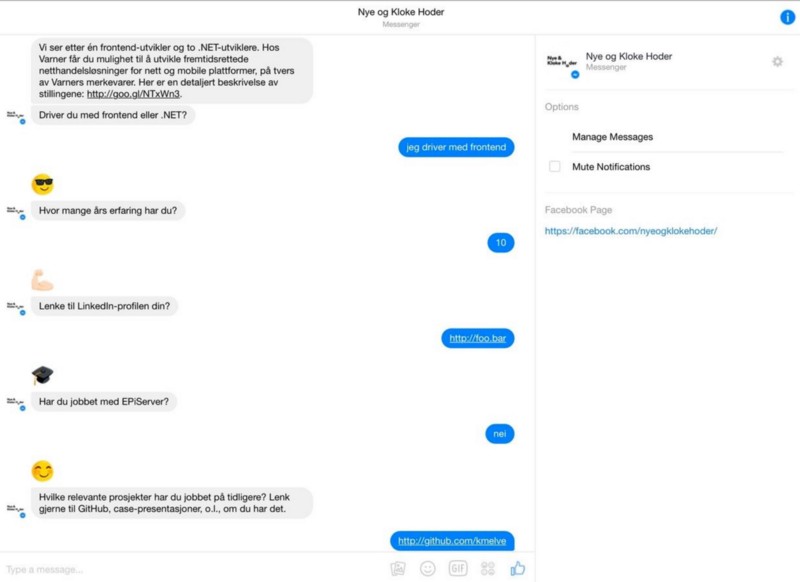 Nye og Kloke Hoder
Messenger
Vi ser etter én frontend-utvikler og to .NET-utviklere. Hos
Varner får du mulighet til å utvikle fremtidsrettede
netthandelsløsninger for nett og mobile plattformer, på tvers
av Varners merkevarer. Her er en detaljert beskrivelse av
stillingene: http://goo.gl/NTxWn3.
Driver du med frontend eller .NET?
jeg driver med frontend
Hvor mange års erfaring har du?
10
Lenke til LinkedIn-profilen din?
http://foo.bar
Har du jobbet med EPiServer?
nei
Hvilke relevante prosjekter har du jobbet på tidligere? Lenk
gjerne til GitHub, case-presentasjoner, o.l., om du har det.
http://github.com/kmelve
Type a message...
GIF
Nye &
Kloke Hoder
Nye og Kloke Hoder
Messenger
Options
Manage Messages
Mute Notifications
Facebook Page
https://facebook.com/nyeogklokehoder/